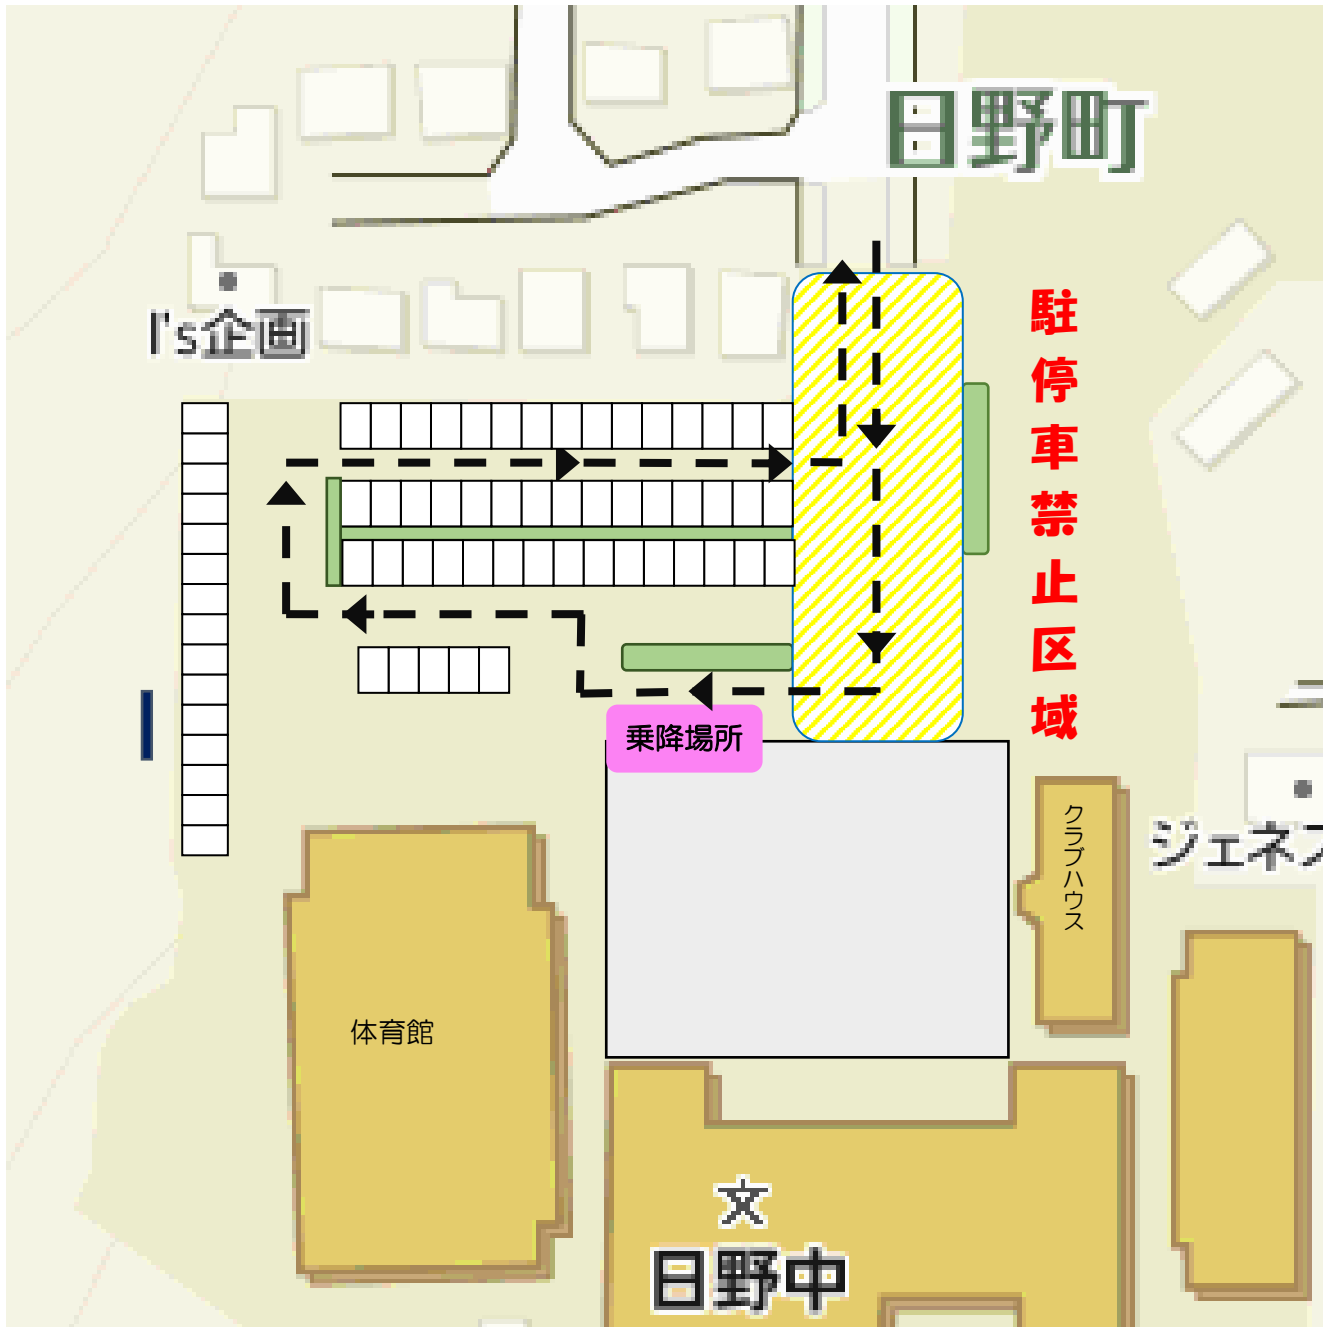 日野町
I's企画
駐停車禁止区域
乗降場所
クラブハウス
ジェネス
体育館
文
日野中